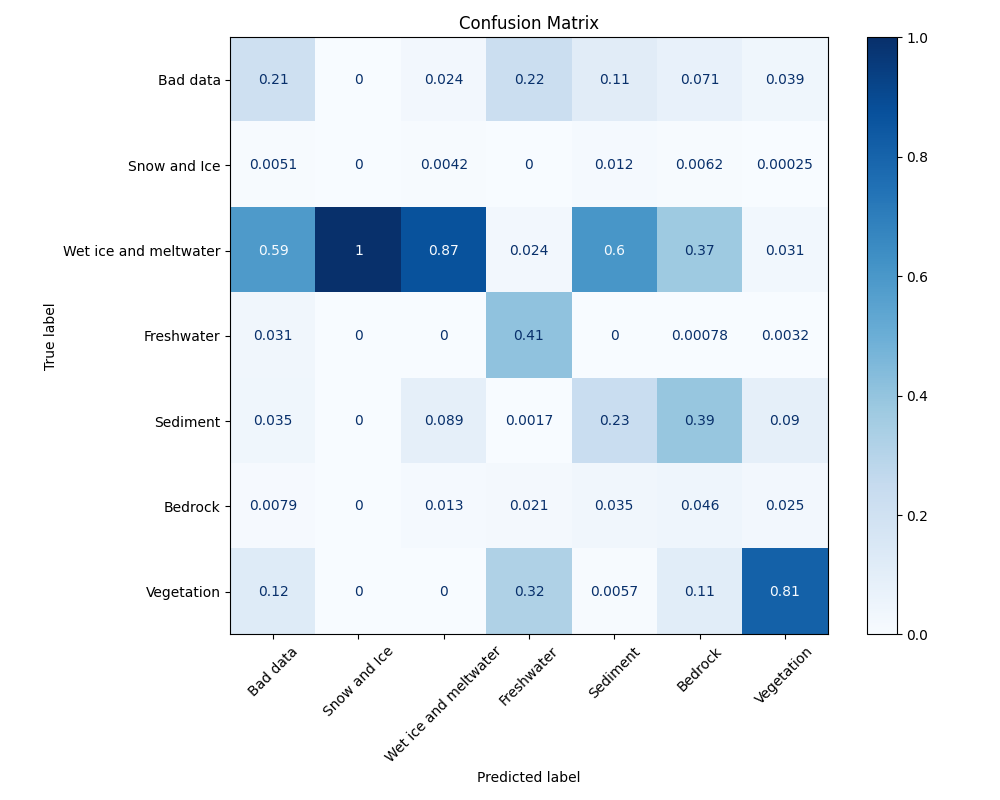 Confusion Matrix
Bad data 0.21 0 0.024 0.22 0.11 0.071 0.039
Snow and Ice 0.0051 0 0.0042 0 0.012 0.0062 0.00025
Wet ice and meltwater 0.59 1 0.87 0.024 0.6 0.37 0.031
Freshwater 0.031 0 0 0.41 0 0.00078 0.0032
Sediment 0.035 0 0.089 0.0017 0.23 0.39 0.09
Bedrock 0.0079 0 0.013 0.021 0.035 0.046 0.025
Vegetation 0.12 0 0 0.32 0.0057 0.11 0.81
True label
Bad data
Snow and Ice
Wet ice and meltwater
Freshwater
Sediment
Bedrock
Vegetation
Predicted label
1.0
0.8
0.6
0.4
0.2
0.0